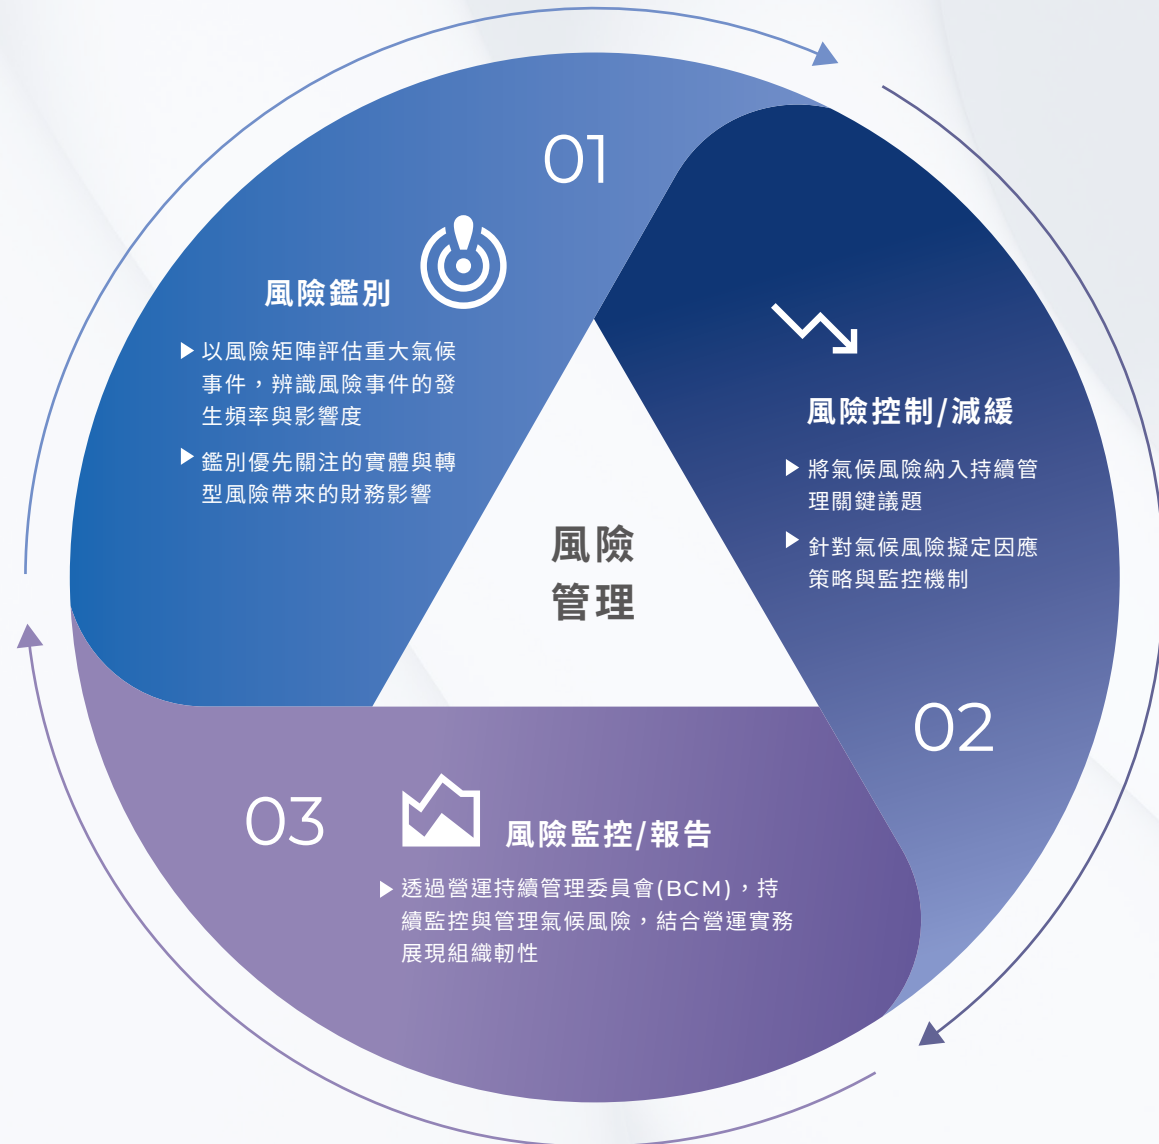 01
風險鑑別
以風險矩陣評估重大氣候
事件，辨識風險事件的發
生頻率與影響度
鑑別優先關注的實體與轉
型風險帶來的財務影響
風險
管理
風險控制/減緩
將氣候風險納入持續管
理關鍵議題
針對氣候風險擬定因應
策略與監控機制
02
03
風險監控/報告
透過營運持續管理委員會(BCM)，持
續監控與管理氣候風險，結合營運實務
展現組織韌性